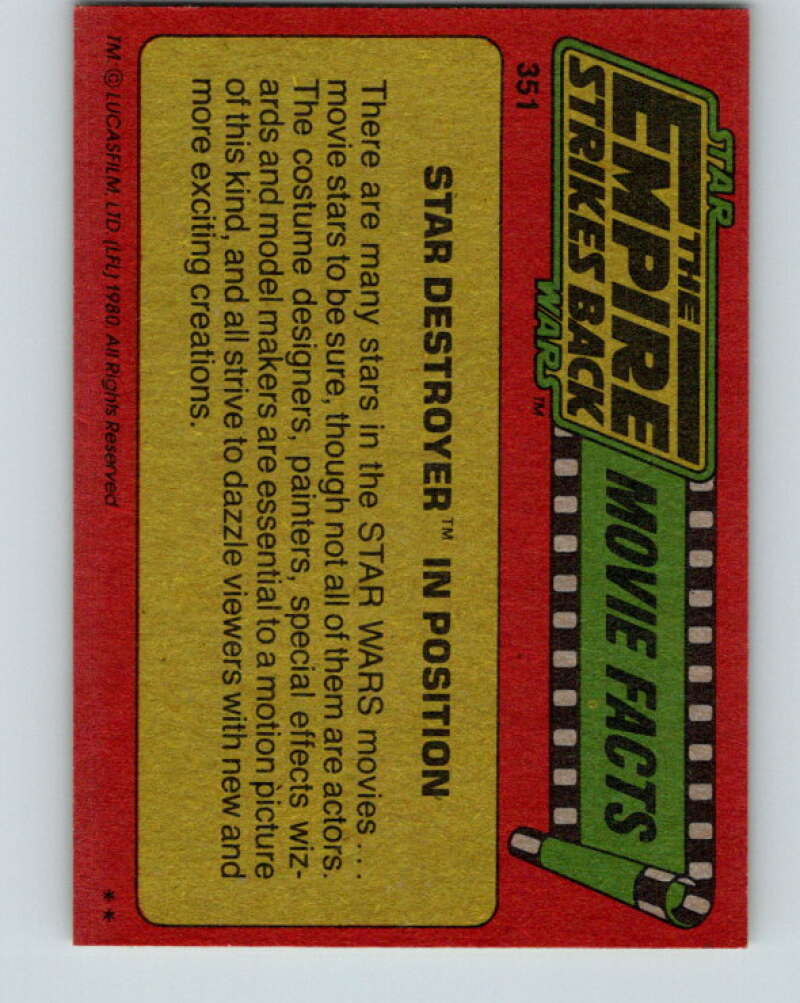 351
STAR
THE
EMPIRE
STRIKES BACK
WARS™
MOVIE FACTS
STAR DESTROYER™ IN POSITION
There are many stars in the STAR WARS movies...
movie stars to be sure, though not all of them are actors.
The costume designers, painters, special effects wiz-
ards and model makers are essential to a motion picture
of this kind, and all strive to dazzle viewers with new and
more exciting creations.
TM: © LUCASFILM, LTD. (LFL) 1980. All Rights Reserved
**